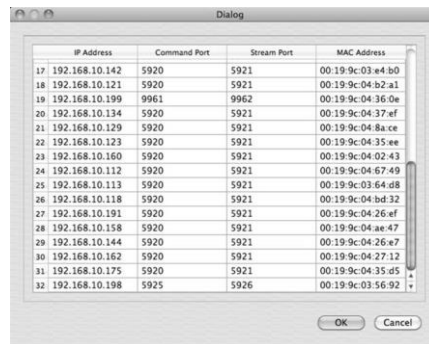 Dialog
IP Address Command Port Stream Port MAC Address
17 192.168.10.142 5920 5921 00:19:9c:03:e4:b0
18 192.168.10.121 5920 5921 00:19:9c:04:b2:a1
19 192.168.10.199 9961 9962 00:19:9c:04:36:0e
20 192.168.10.134 5920 5921 00:19:9c:04:37:ef
21 192.168.10.129 5920 5921 00:19:9c:04:8a:ce
22 192.168.10.123 5920 5921 00:19:9c:04:35:ee
23 192.168.10.160 5920 5921 00:19:9c:04:02:43
24 192.168.10.112 5920 5921 00:19:9c:04:67:49
25 192.168.10.113 5920 5921 00:19:9c:03:64:d8
26 192.168.10.118 5920 5921 00:19:9c:04:bd:32
27 192.168.10.191 5920 5921 00:19:9c:04:26:ef
28 192.168.10.158 5920 5921 00:19:9c:04:ae:47
29 192.168.10.144 5920 5921 00:19:9c:04:26:e7
30 192.168.10.162 5920 5921 00:19:9c:04:27:12
31 192.168.10.175 5920 5921 00:19:9c:04:35:d5
32 192.168.10.198 5925 5926 00:19:9c:03:56:92
OK Cancel